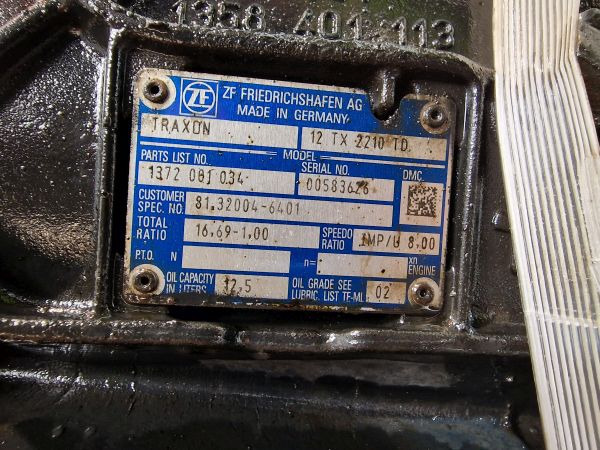 1358 A01 113
ZF
ZF FRIEDRICHSHAFEN AG
MADE IN GERMANY
TRAXON 12 TX 2210 TD
PARTS LIST NO. MODEL SERIAL NO. DMC
1372 001 034 00583626
CUSTOMER SPEC. NO. 81.32004-6401
TOTAL RATIO 16.69-1.00 SPEEDO RATIO IMP/U 8.00
P.T.O. N n= xn ENGINE
OIL CAPACITY IN LITERS 12.5 OIL GRADE SEE LUBRIC. LIST TE-ML 02